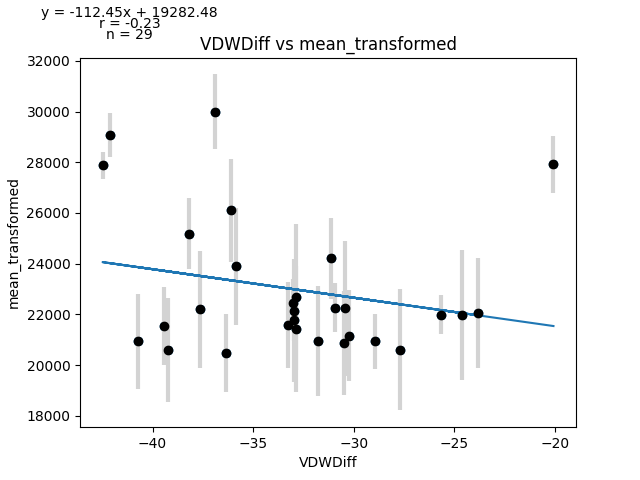 y = -112.45x + 19282.48
r = -0.23
n = 29
VDWDiff vs mean_transformed
32000
30000
28000
26000
24000
22000
20000
18000
mean_transformed
−40
−35
−30
−25
−20
VDWDiff